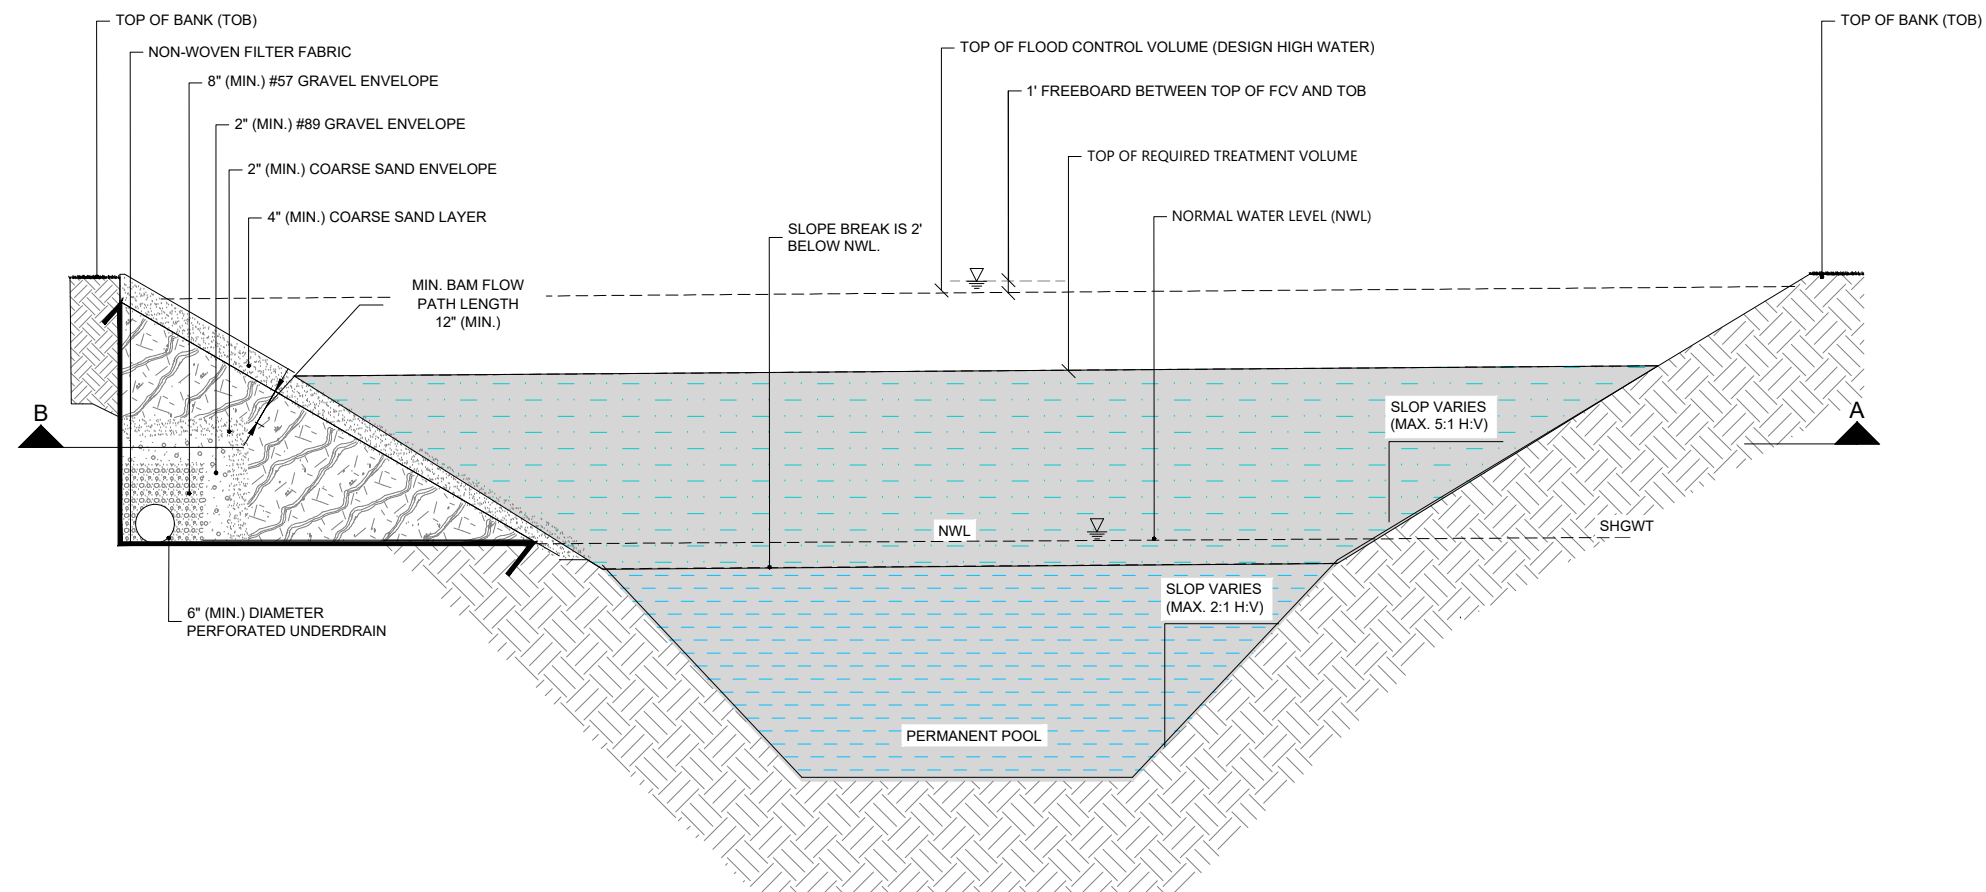 TOP OF BANK (TOB)
NON-WOVEN FILTER FABRIC
8" (MIN.) #57 GRAVEL ENVELOPE
2" (MIN.) #89 GRAVEL ENVELOPE
2" (MIN.) COARSE SAND ENVELOPE
4" (MIN.) COARSE SAND LAYER
TOP OF FLOOD CONTROL VOLUME (DESIGN HIGH WATER)
1' FREEBOARD BETWEEN TOP OF FCV AND TOB
TOP OF REQUIRED TREATMENT VOLUME
NORMAL WATER LEVEL (NWL)
TOP OF BANK (TOB)
SLOPE BREAK IS 2'
BELOW NWL.
MIN. BAM FLOW
PATH LENGTH
12" (MIN.)
B
SLOP VARIES
(MAX. 5:1 H:V)
A
NWL
SHGWT
SLOP VARIES
(MAX. 2:1 H:V)
6" (MIN.) DIAMETER
PERFORATED UNDERDRAIN
PERMANENT POOL